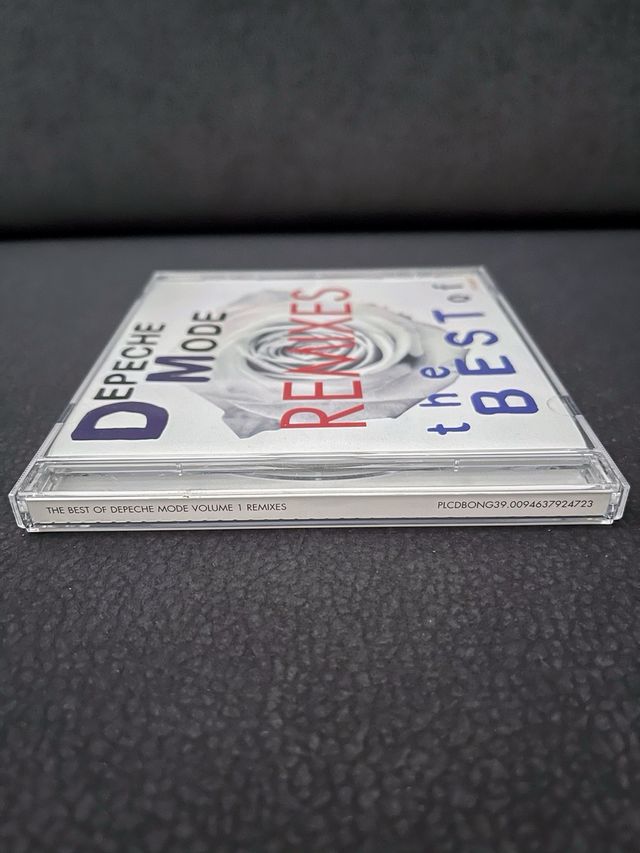 DEPECHE
MODE
REMIXES
the
BEST of
THE BEST OF DEPECHE MODE VOLUME 1 REMIXES
PLCDBONG39.0094637924723